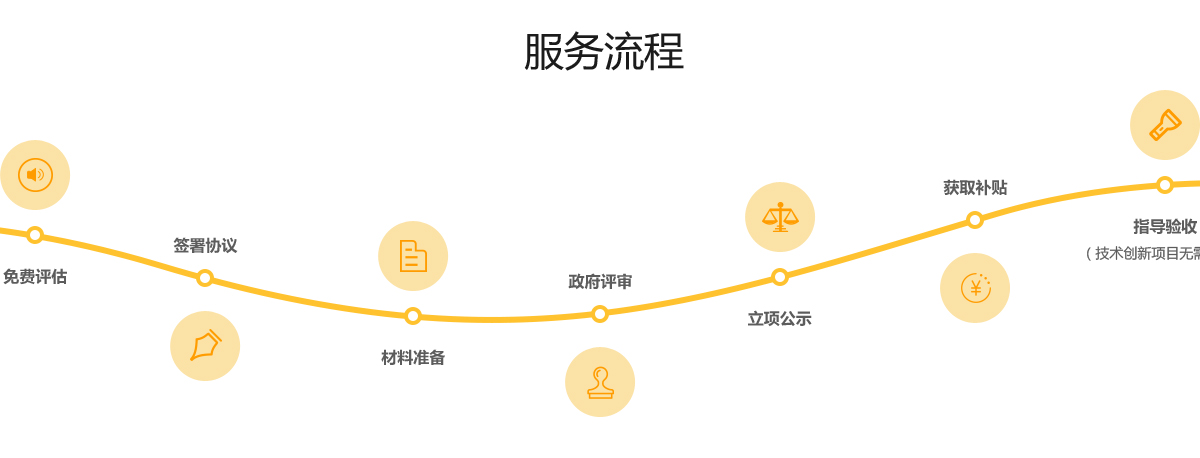 服务流程
免费评估
签署协议
材料准备
政府评审
立项公示
获取补贴
指导验收
（技术创新项目无需